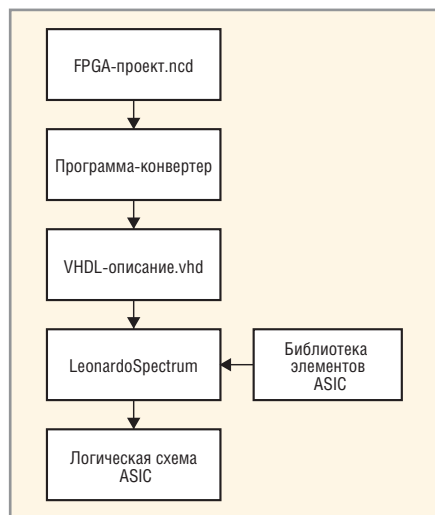 FPGA-проект.ncd
Программа-конвертер
VHDL-описание.vhd
LeonardoSpectrum
Библиотека
элементов
ASIC
Логическая схема
ASIC